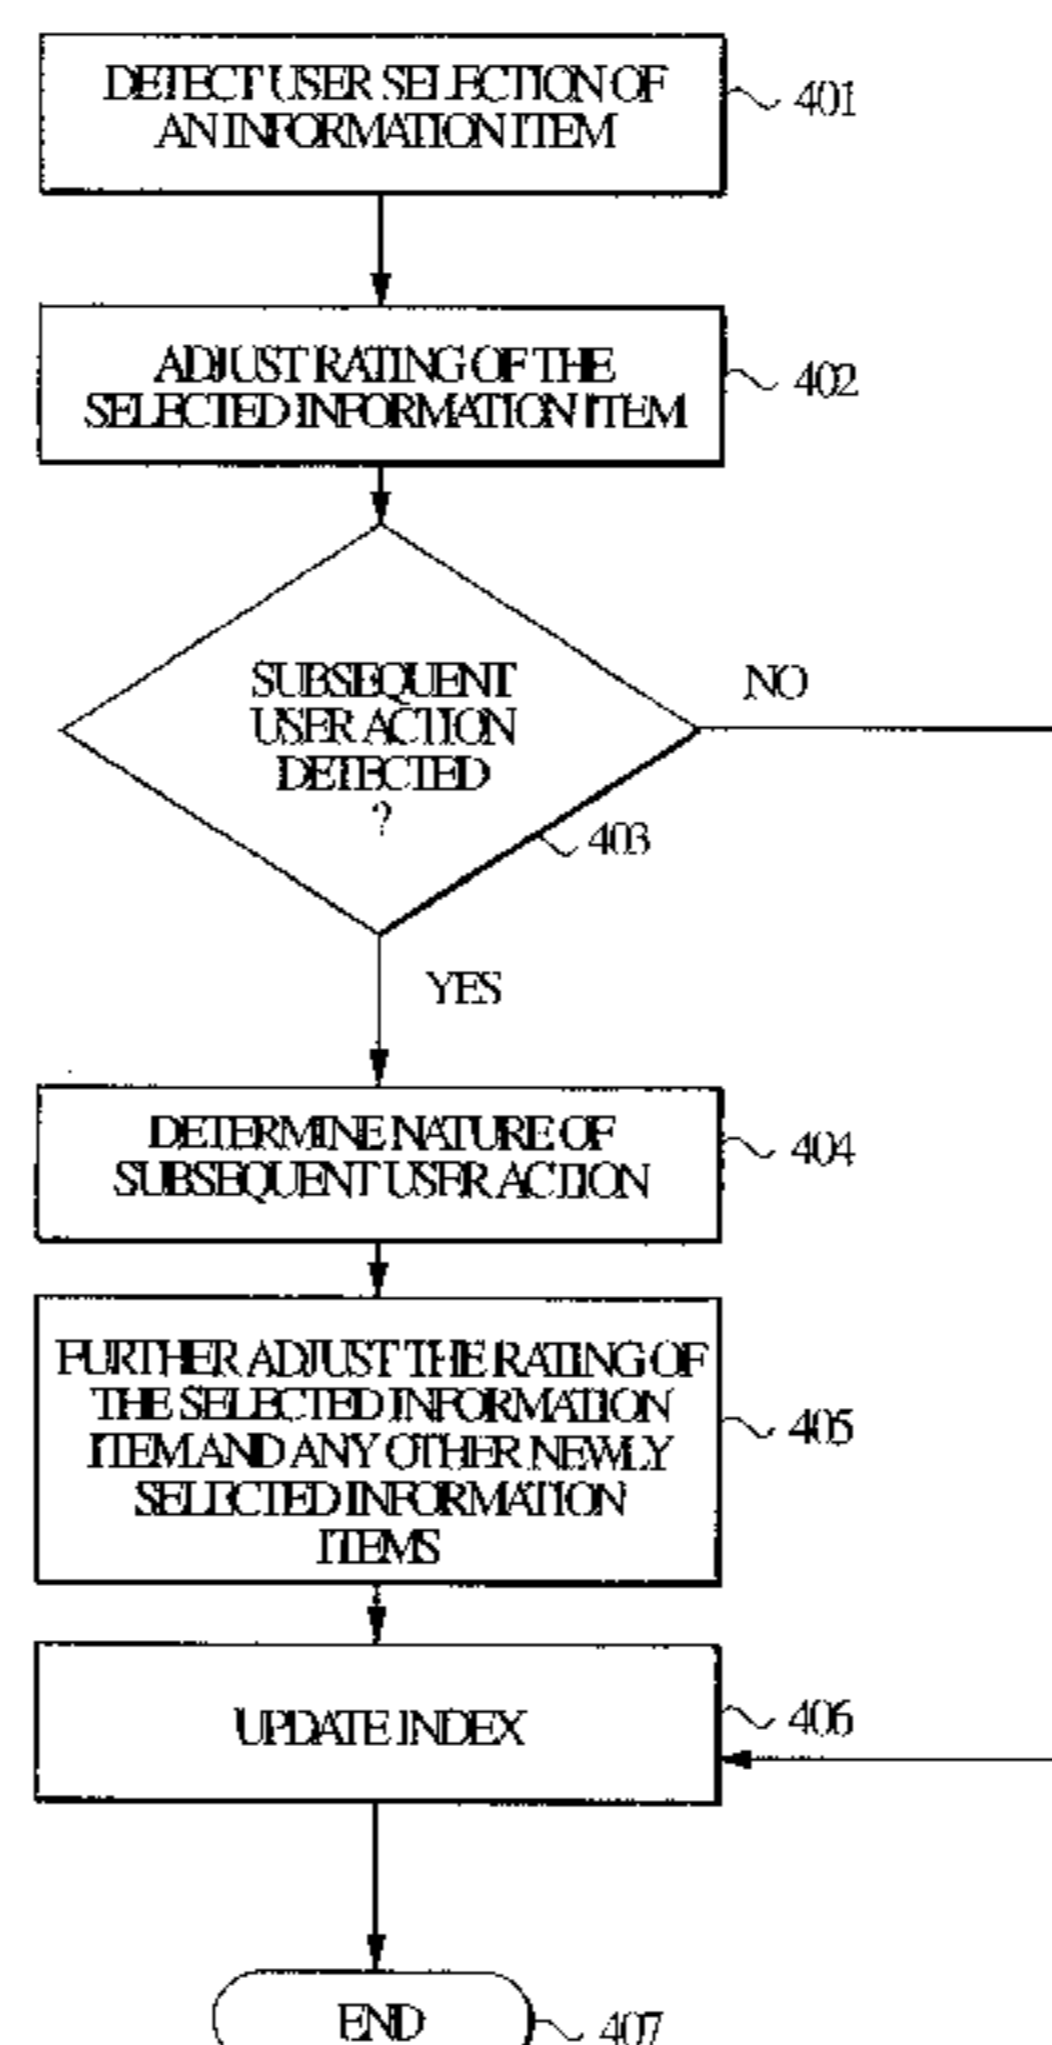 DETECT USER SELECTION OF
AN INFORMATION ITEM
401
ADJUST RATING OF THE
SELECTED INFORMATION ITEM
402
SUBSEQUENT
USER ACTION
DETECTED
?
NO
403
YES
DETERMINE NATURE OF
SUBSEQUENT USER ACTION
404
FURTHER ADJUST THE RATING OF
THE SELECTED INFORMATION
ITEM AND ANY OTHER NEWLY
SELECTED INFORMATION
ITEMS
405
UPDATE INDEX
406
END
407